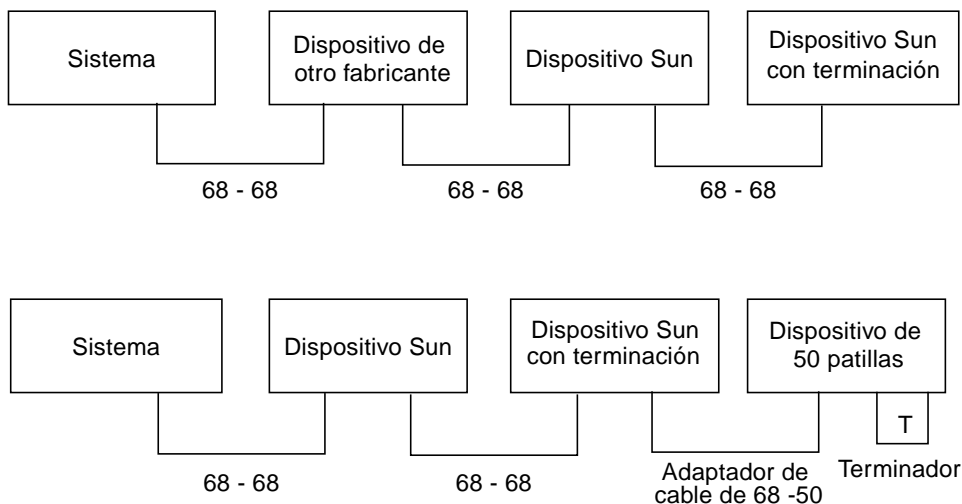 Sistema
Dispositivo de
otro fabricante
Dispositivo Sun
Dispositivo Sun
con terminación
68 - 68
68 - 68
68 - 68
Sistema
Dispositivo Sun
Dispositivo Sun
con terminación
Dispositivo de
50 patillas
T
68 - 68
68 - 68
Adaptador de
cable de 68 -50
Terminador